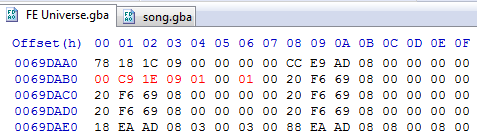 FE Universe.gba song.gba
Offset(h) 00 01 02 03 04 05 06 07 08 09 0A 0B 0C 0D 0E 0F
0069DAA0 78 18 1C 09 00 00 00 00 CC E9 AD 08 00 00 00 00
0069DAB0 00 C9 1E 09 01 00 01 00 20 F6 69 08 00 00 00 00
0069DAC0 20 F6 69 08 00 00 00 00 20 F6 69 08 00 00 00 00
0069DAD0 20 F6 69 08 00 00 00 00 20 F6 69 08 00 00 00 00
0069DAE0 18 EA AD 08 03 00 03 00 88 EA AD 08 08 00 08 00